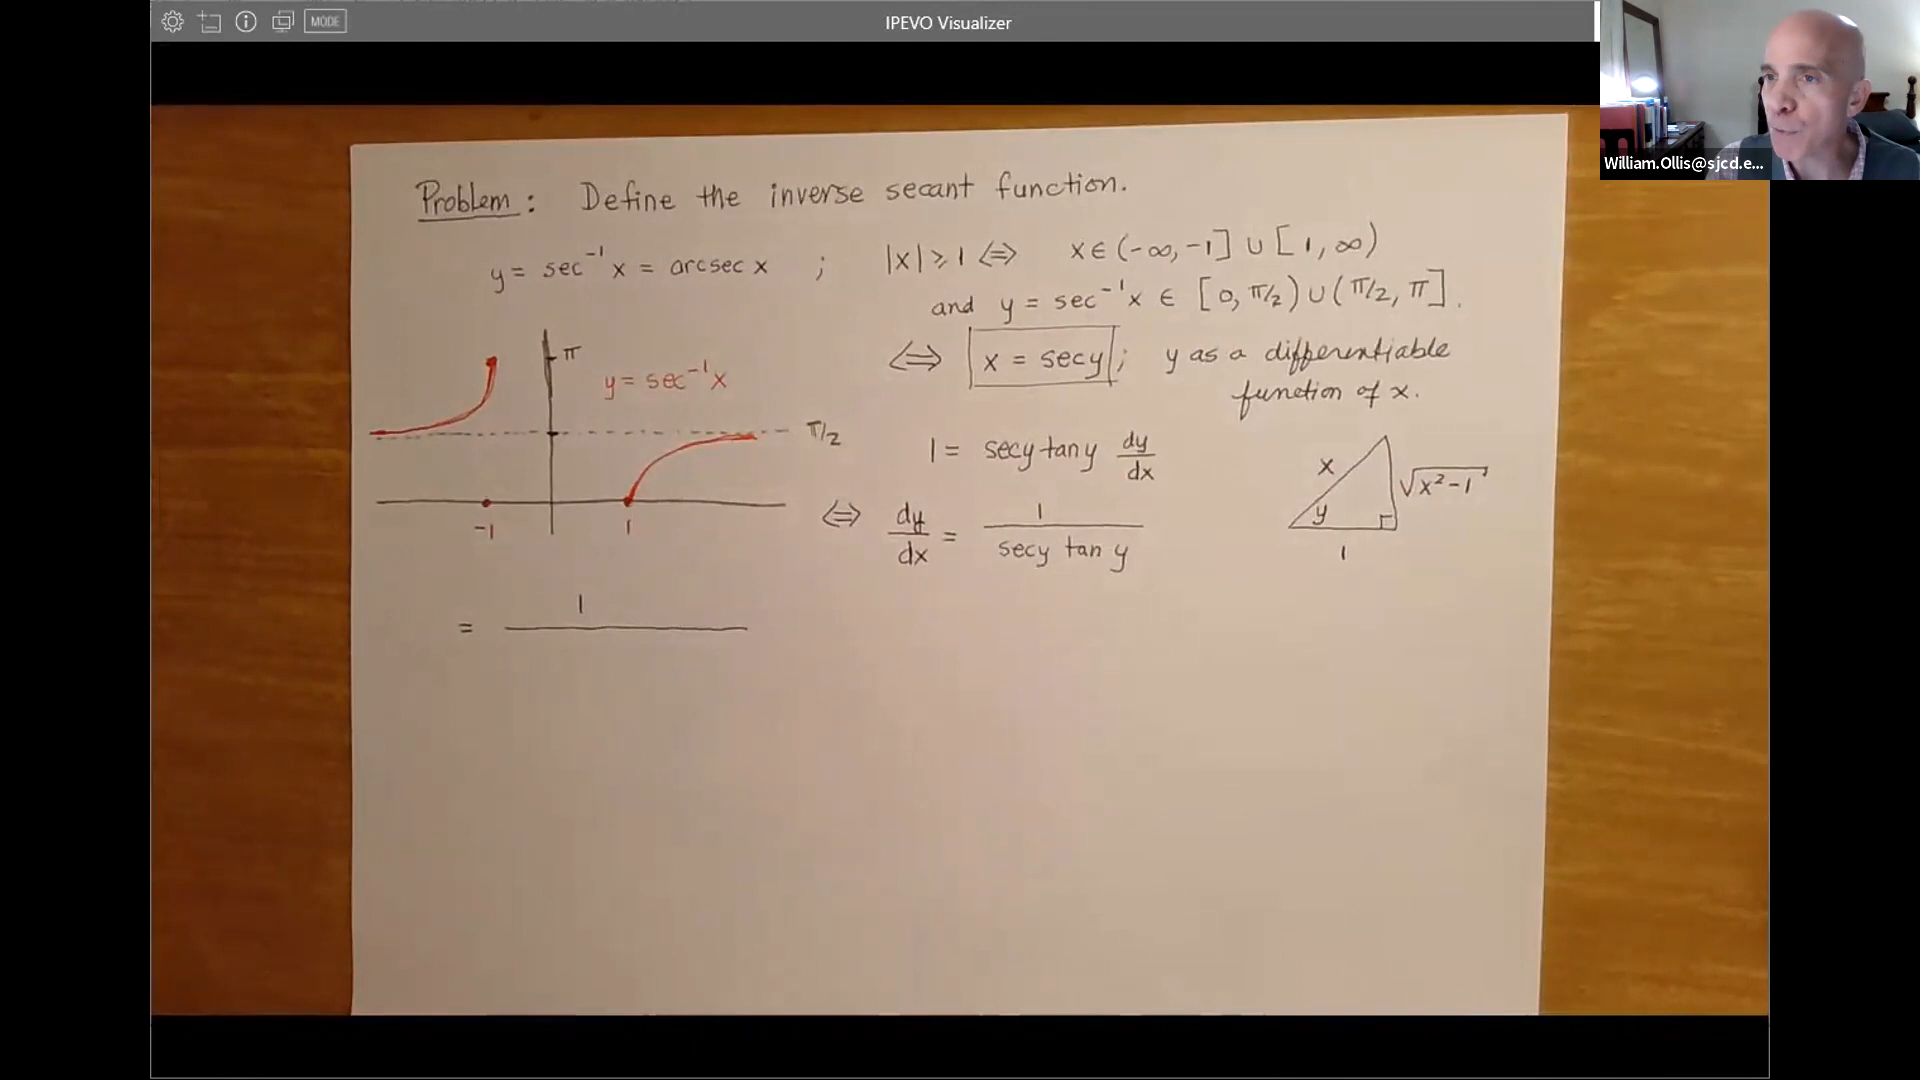 MODE
IPEVO Visualizer
William.Ollis@sjcd.e...
Problem: Define the inverse secant function.
y = sec⁻¹x = arcsec x ; |x| ⩾ 1 ⟺ x ∈ (-∞, -1] ∪ [1, ∞)
and y = sec⁻¹x ∈ [0, π/2) ∪ (π/2, π].
⟺ x = sec y ; y as a differentiable
function of x.
π
y = sec⁻¹x
π/2
-1 1
1 = sec y tan y dy/dx
x
√x²-1
y
1
⟺ dy/dx = 1/(sec y tan y)
= 1